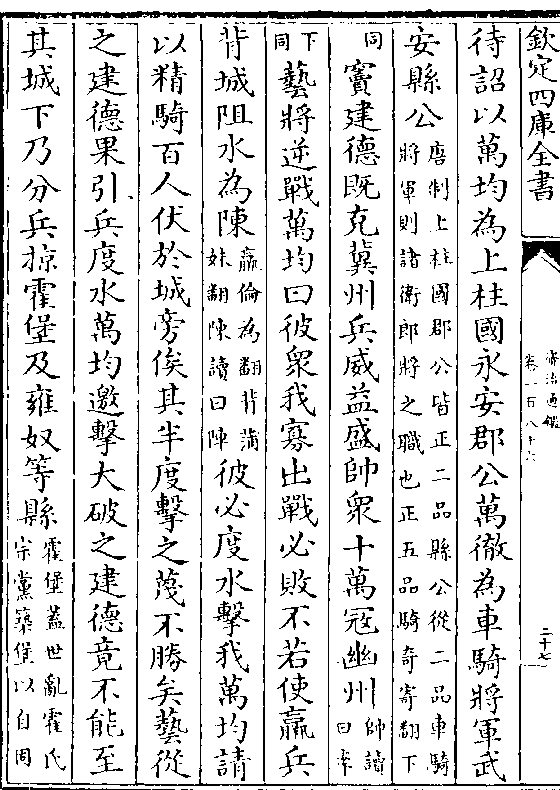 欽定四庫全書
資治通鑑
卷一百八十六
二十七
待詔以萬均為上柱國永安郡公萬徹為車騎將軍武
安縣公唐制上柱國郡公皆正二品縣公從二品車騎將軍則諸衛郎將之職也正五品騎奇寄翻下
同竇建德既克冀州兵威益盛帥衆十萬冦幽州帥讀曰率
下同藝將逆戰萬均曰彼衆我寡出戰必敗不若使羸兵
背城阻水為陳羸倫為翻背蒲妹翻陳讀曰陣彼必度水擊我萬均請
以精騎百人伏於城旁俟其半度擊之蔑不勝矣藝從
之建德果引兵度水萬均邀擊大破之建德竟不能至
其城下乃分兵掠霍堡及雍奴等縣霍堡蓋世亂霍氏宗黨築堡以自固